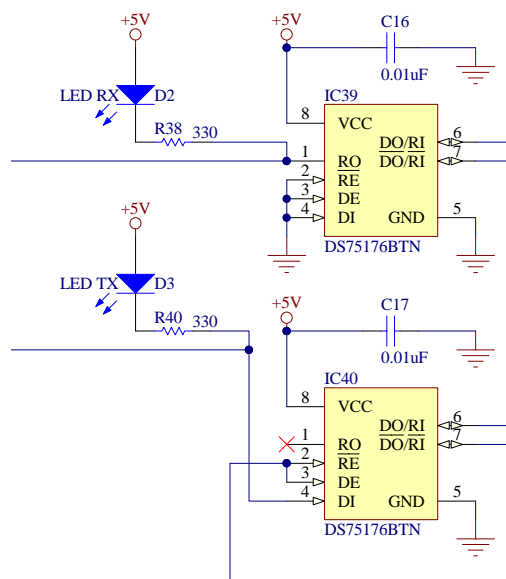 +5V
+5V
C16
0.01uF
LED RX
D2
R38
330
IC39
8
VCC
1
RO
2
RE
3
DE
4
DI
DO/RI
6
DO/RI
7
GND
5
DS75176BTN
+5V
LED TX
D3
R40
330
+5V
C17
0.01uF
IC40
8
VCC
1
RO
2
RE
3
DE
4
DI
DO/RI
6
DO/RI
7
GND
5
DS75176BTN